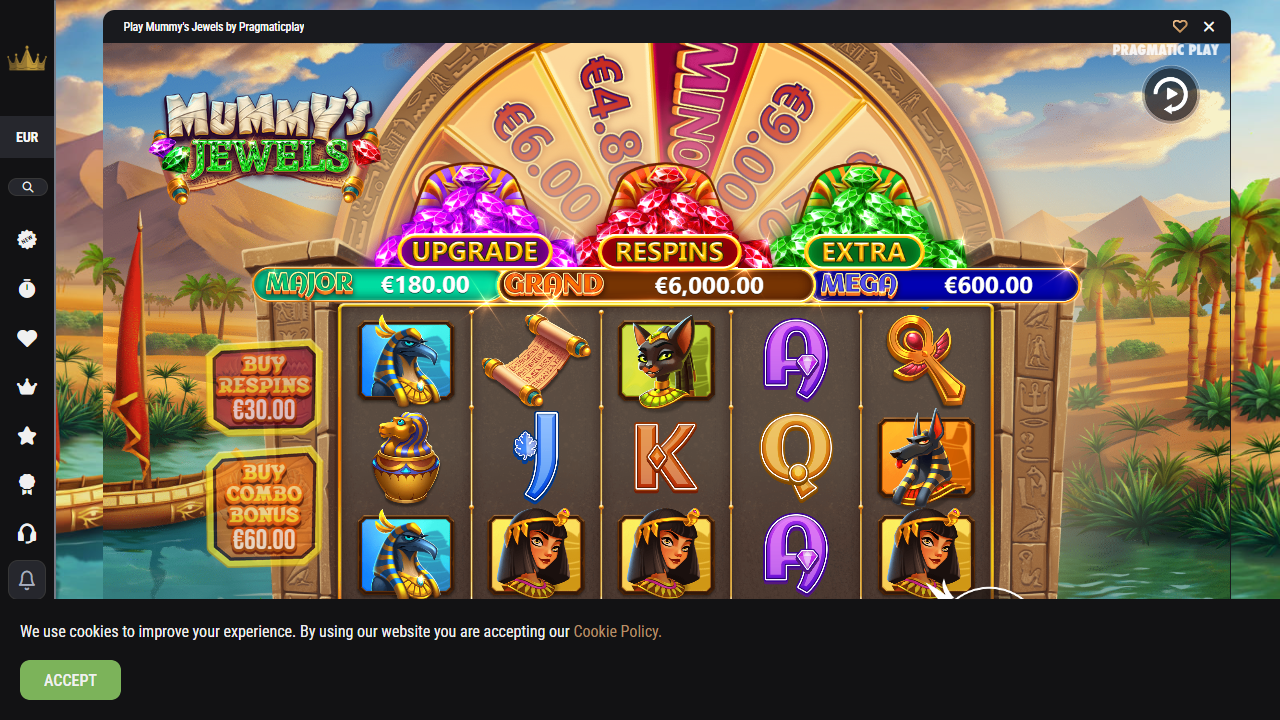 Play Mummy's Jewels by Pragmaticplay
PRAGMATIC PLAY
EUR
NEW
MUMMY'S
JEWELS
€6.00
€4.80
MINO
€9.00
UPGRADE
RESPINS
EXTRA
MAJOR €180.00
GRAND €6,000.00
MEGA €600.00
BUY
RESPINS
€30.00
BUY
COMBO
BONUS
€60.00
A
J
K
Q
A
We use cookies to improve your experience. By using our website you are accepting our Cookie Policy.
ACCEPT